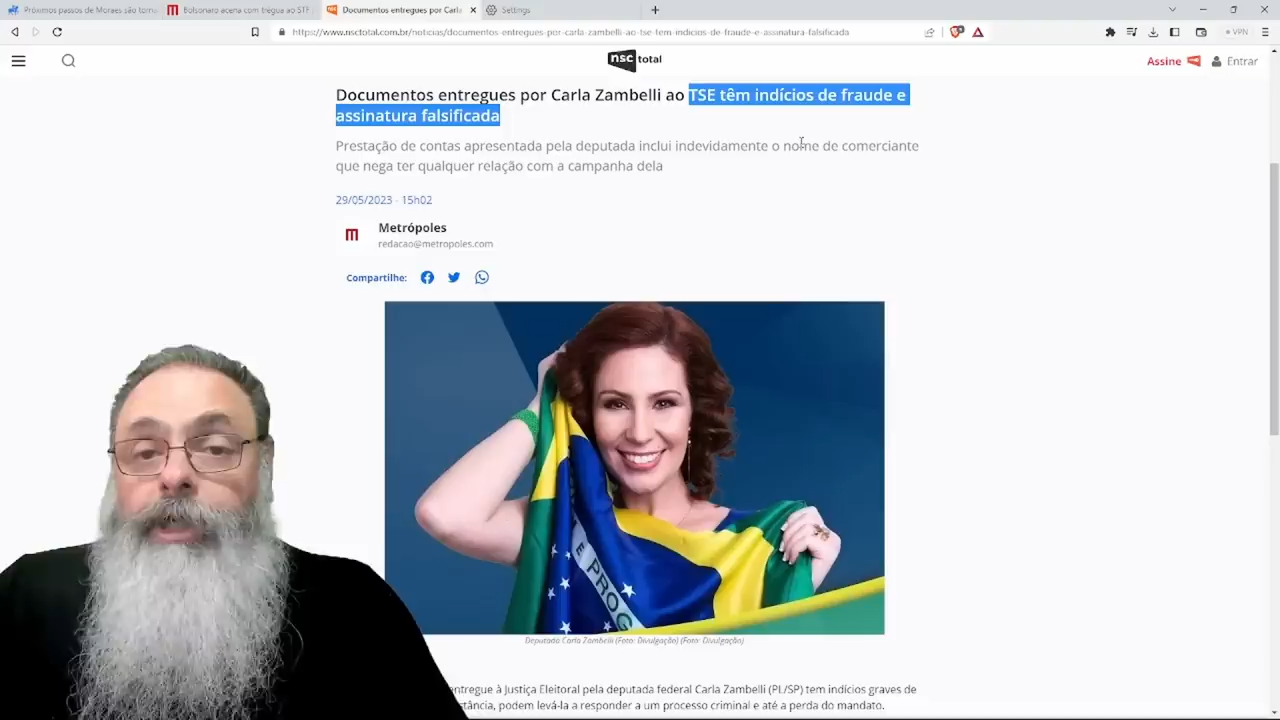 Próximos passos de Moraes são torna
Bolsonaro acena com trégua ao STF
Documentos entregues por Carla
Settings
https://www.nsctotal.com.br/noticias/documentos-entregues-por-carla-zambelli-ao-tse-tem-indicios-de-fraude-e-assinatura-falsificada
VPN
nsc total
Assine
Entrar
Documentos entregues por Carla Zambelli ao TSE têm indícios de fraude e
assinatura falsificada
Prestação de contas apresentada pela deputada inclui indevidamente o nome de comerciante
que nega ter qualquer relação com a campanha dela
29/05/2023 - 15h02
M
Metrópoles
redacao@metropoles.com
Compartilhe:
E PROG
Deputada Carla Zambelli (Foto: Divulgação) (Foto: Divulgação)
entregue à Justiça Eleitoral pela deputada federal Carla Zambelli (PL/SP) tem indícios graves de
stância, podem levá-la a responder a um processo criminal e até a perda do mandato.